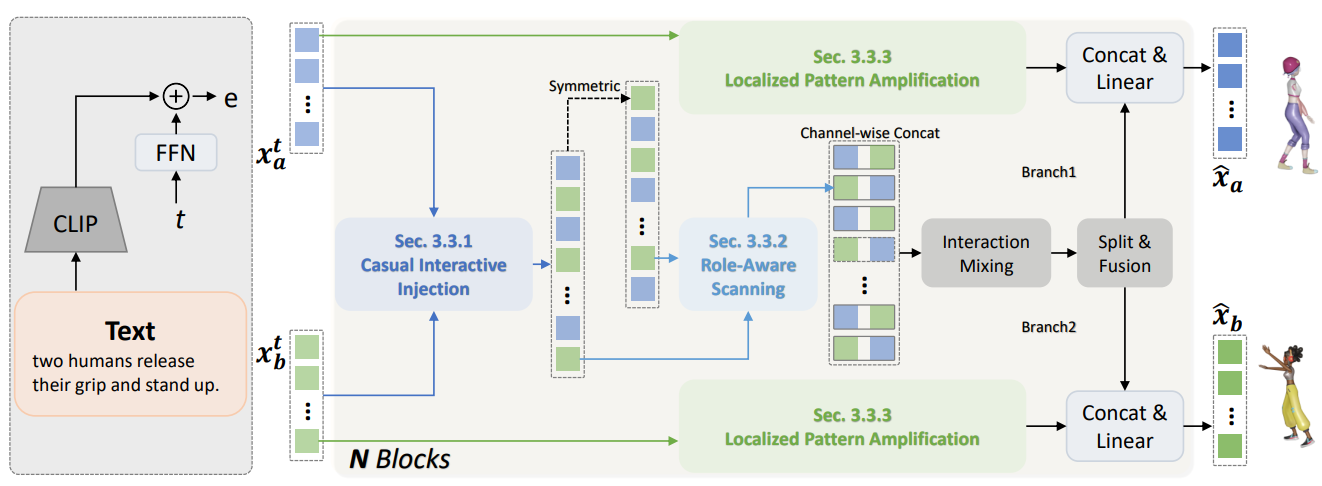 e
FFN
t
CLIP
Text
two humans release
their grip and stand up.
x_a^t
x_b^t
Sec. 3.3.1
Casual Interactive
Injection
Symmetric
Sec. 3.3.2
Role-Aware
Scanning
Channel-wise Concat
Sec. 3.3.3
Localized Pattern Amplification
Interaction
Mixing
Split &
Fusion
Branch1
Branch2
Concat &
Linear
x̂_a
Sec. 3.3.3
Localized Pattern Amplification
Concat &
Linear
x̂_b
N Blocks